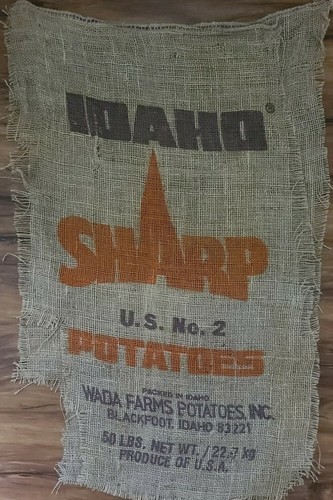 IDAHO®
SHARP
U.S. No. 2
POTATOES
PACKED IN IDAHO
WADA FARMS POTATOES, INC.
BLACKFOOT, IDAHO 83221
50 LBS. NET WT. / 22.7 kg
PRODUCE OF U.S.A.